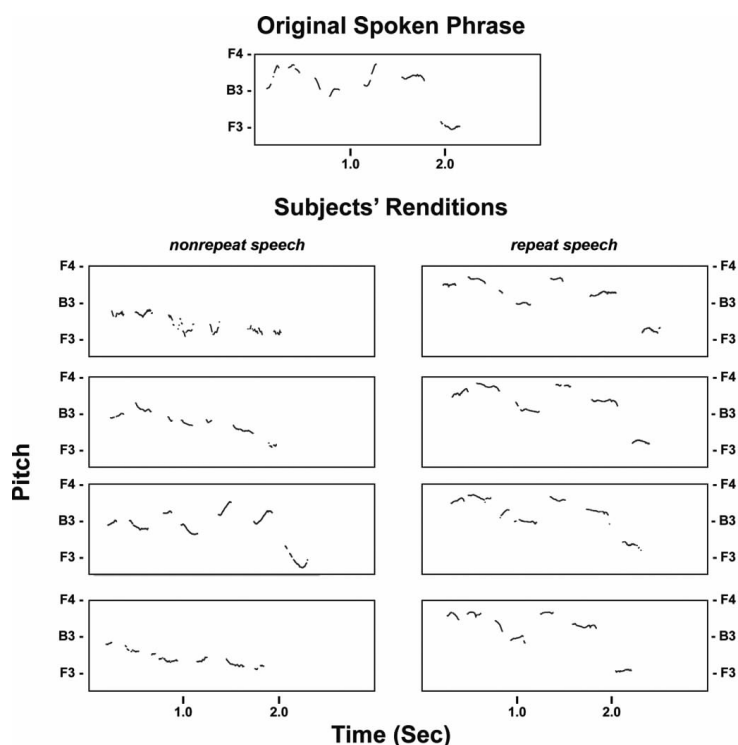 Original Spoken Phrase
F4 -
B3 -
F3 -
1.0 2.0
Subjects' Renditions
nonrepeat speech repeat speech
F4 - - F4
B3 - - B3
F3 - - F3
F4 - - F4
B3 - - B3
F3 - - F3
Pitch
F4 - - F4
B3 - - B3
F3 - - F3
F4 - - F4
B3 - - B3
F3 - - F3
1.0 2.0 1.0 2.0
Time (Sec)